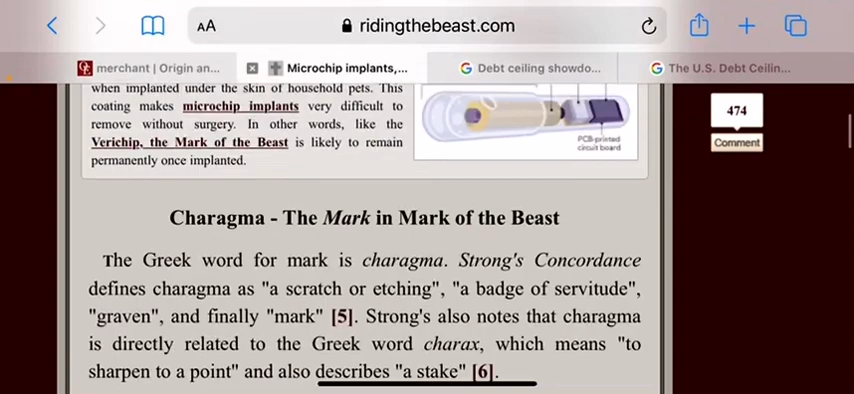 AA
ridingthebeast.com
merchant | Origin an...
Microchip implants,...
Debt ceiling showdo...
The U.S. Debt Ceilin...
when implanted under the skin of household pets. This
coating makes microchip implants very difficult to
remove without surgery. In other words, like the
Verichip, the Mark of the Beast is likely to remain
permanently once implanted.
PCB-printed
circuit board
474
Comment
Charagma - The Mark in Mark of the Beast
The Greek word for mark is charagma. Strong's Concordance
defines charagma as "a scratch or etching", "a badge of servitude",
"graven", and finally "mark" [5]. Strong's also notes that charagma
is directly related to the Greek word charax, which means "to
sharpen to a point" and also describes "a stake" [6].